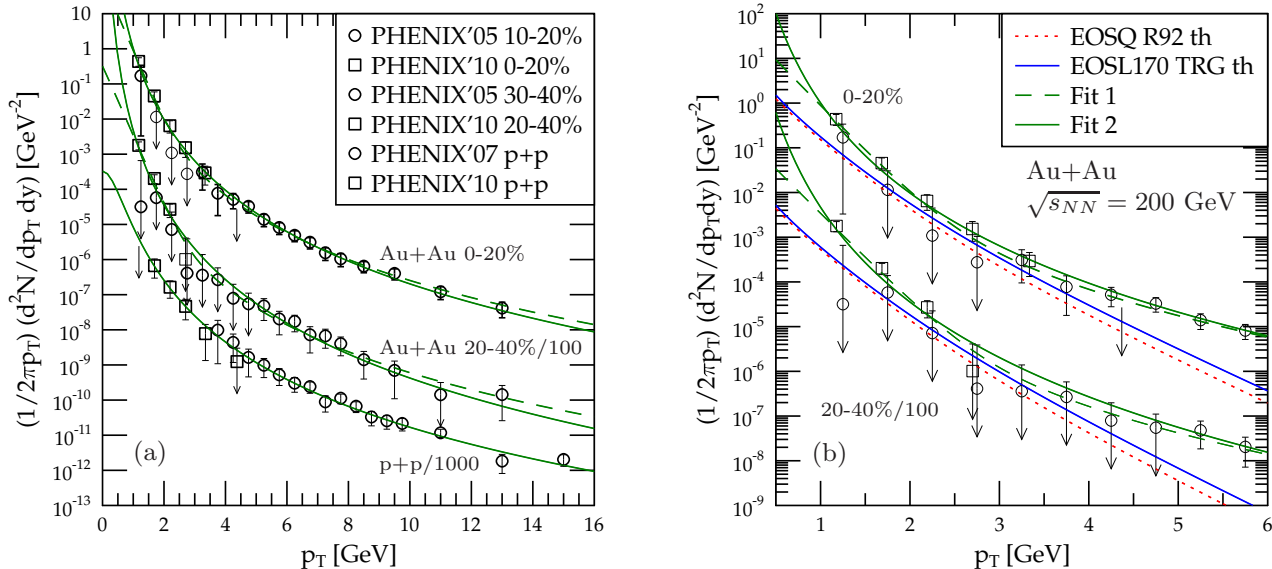 1
10^-1
10^-2
10^-3
10^-4
10^-5
10^-6
10^-7
10^-8
10^-9
10^-10
10^-11
10^-12
10^-13
(1/2πp_T) (d^2N/dp_T dy) [GeV^-2]
PHENIX'05 10-20%
PHENIX'10 0-20%
PHENIX'05 30-40%
PHENIX'10 20-40%
PHENIX'07 p+p
PHENIX'10 p+p
Au+Au 0-20%
Au+Au 20-40%/100
p+p/1000
(a)
0 2 4 6 8 10 12 14 16
p_T [GeV]
10^2
10^1
10^0
10^-1
10^-2
10^-3
10^-4
10^-5
10^-6
10^-7
10^-8
10^-9
(1/2πp_T) (d^2N/dp_Tdy) [GeV^-2]
EOSQ R92 th
EOSL170 TRG th
Fit 1
Fit 2
0-20%
Au+Au
√s_NN = 200 GeV
20-40%/100
(b)
1 2 3 4 5 6
p_T [GeV]